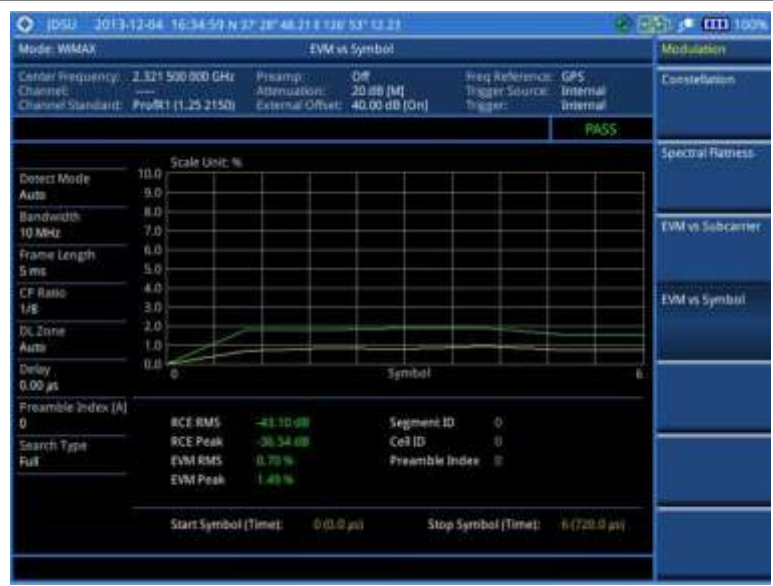 JDSU 2013-12-04 16:34:59 N 37° 28' 48.21 E 126° 53' 12.21 100%
Mode: WiMAX EVM vs Symbol Modulation
Center Frequency: 2.321 500 000 GHz Preamp: Off Freq Reference: GPS
Channel: ---- Attenuation: 20 dB [M] Trigger Source: Internal
Channel Standard: External Offset: 40.00 dB [On] Trigger: Internal
PASS
Constellation
Spectral Flatness
EVM vs Subcarrier
EVM vs Symbol
Detect Mode
Auto
Bandwidth
10 MHz
Frame Length
5 ms
CP Ratio
1/8
DL Zone
Auto
Delay
0.00 µs
Preamble Index [A]
0
Search Type
Full
Scale Unit: %
10.0
9.0
8.0
7.0
6.0
5.0
4.0
3.0
2.0
1.0
0.0
0 Symbol 6
RCE RMS -43.10 dB Segment ID 0
RCE Peak -36.54 dB Cell ID 0
EVM RMS 0.70 % Preamble Index 0
EVM Peak 1.49 %
Start Symbol (Time): 0 (0.0 µs) Stop Symbol (Time): 6 (720.0 µs)